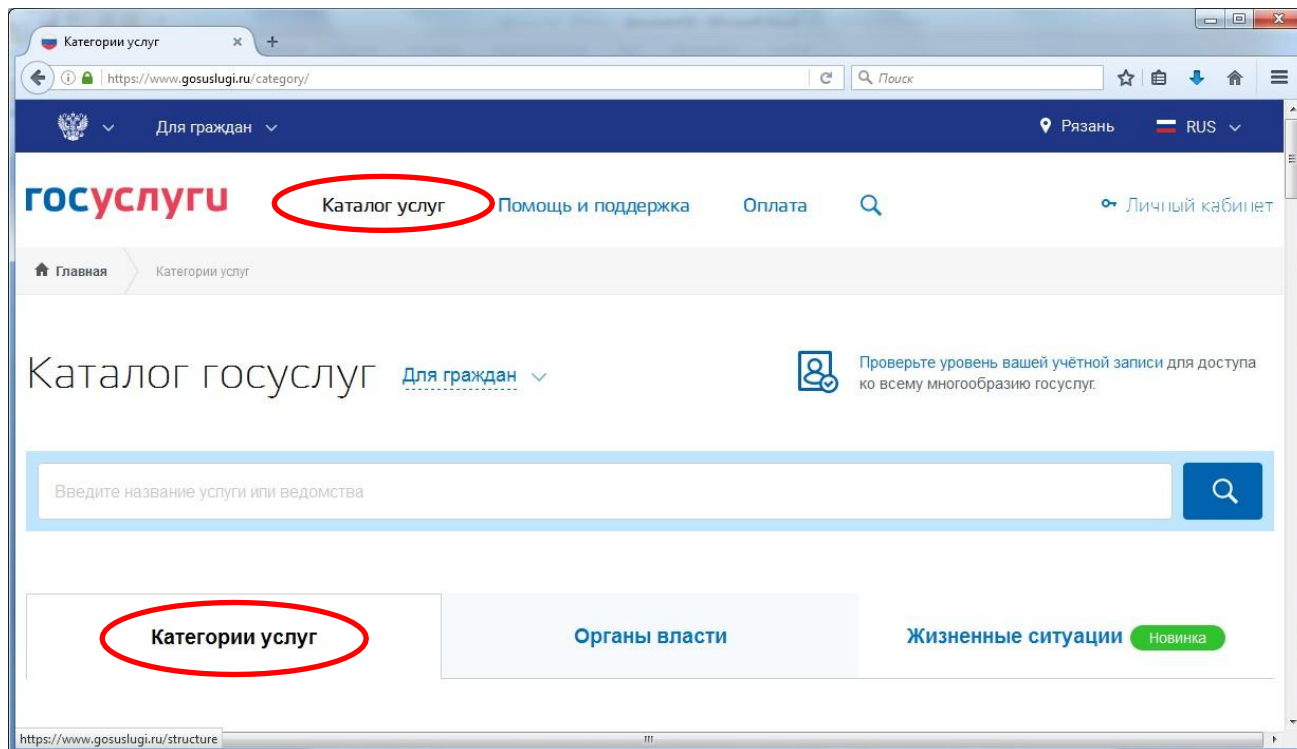 Категории услуг
https://www.gosuslugi.ru/category/
Поиск
Для граждан
Рязань
RUS
госуслуги
Каталог услуг
Помощь и поддержка
Оплата
Личный кабинет
Главная
Категории услуг
Каталог госуслуг
Для граждан
Проверьте уровень вашей учётной записи для доступа
ко всему многообразию госуслуг.
Введите название услуги или ведомства
Категории услуг
Органы власти
Жизненные ситуации
Новинка
https://www.gosuslugi.ru/structure